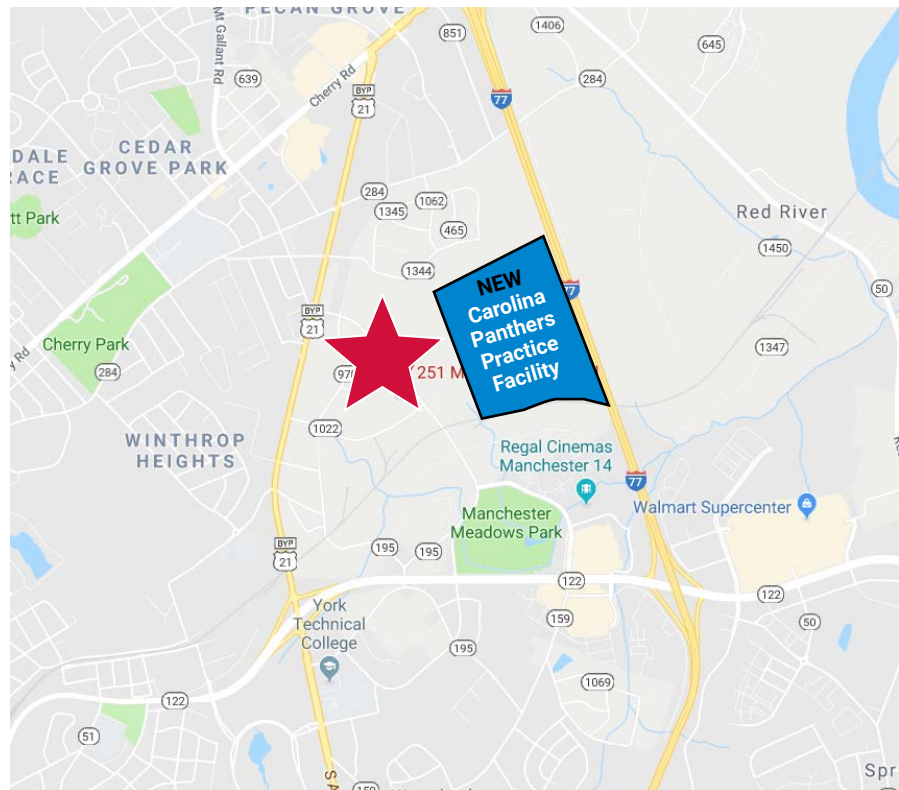 PECAN GROVE
Mt Gallant Rd
851
1406
645
639
Cherry Rd
284
BYP
21
77
CEDAR
GROVE PARK
DALE
ACE
284
1062
1345
465
tt Park
Red River
1450
1344
50
NEW
Carolina
Panthers
Practice
Facility
77
BYP
21
Cherry Park
284
y Rd
970
251 M
1347
1022
WINTHROP
HEIGHTS
Regal Cinemas
Manchester 14
77
Walmart Supercenter
Manchester
Meadows Park
BYP
21
195
195
122
122
York
Technical
College
159
50
195
1069
122
51
S A
Spr